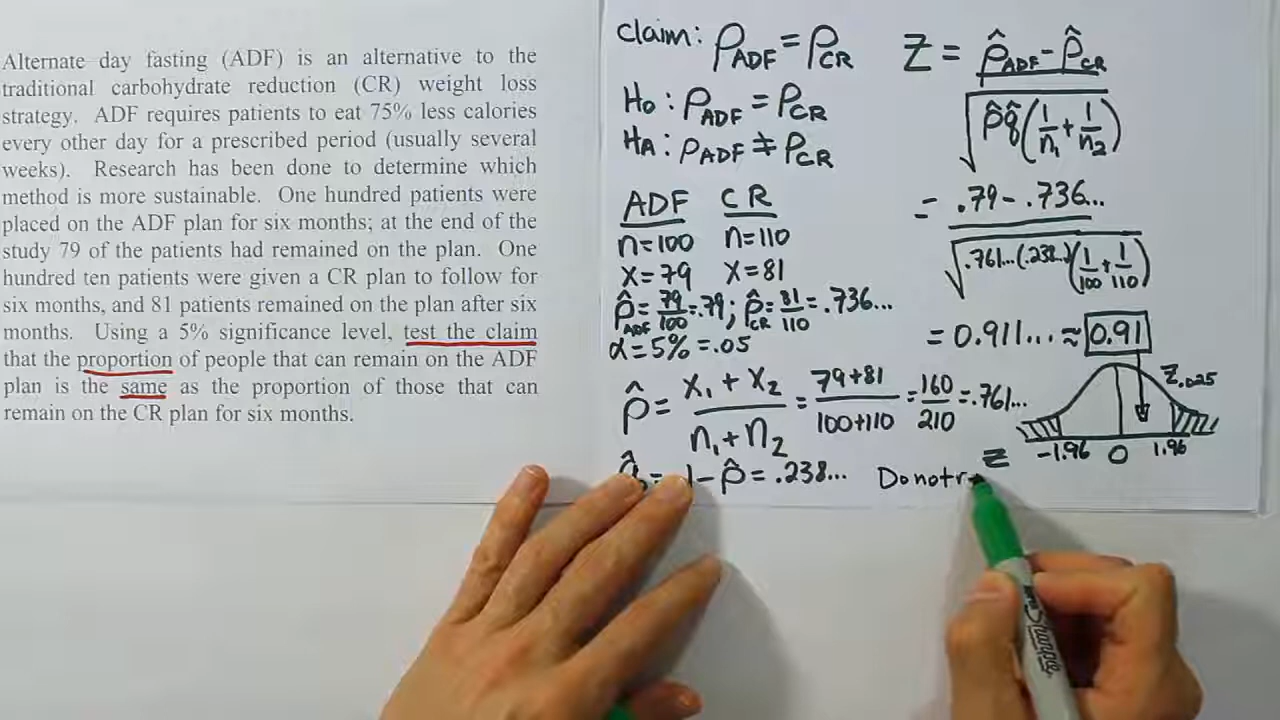 Alternate day fasting (ADF) is an alternative to the
traditional carbohydrate reduction (CR) weight loss
strategy. ADF requires patients to eat 75% less calories
every other day for a prescribed period (usually several
weeks). Research has been done to determine which
method is more sustainable. One hundred patients were
placed on the ADF plan for six months; at the end of the
study 79 of the patients had remained on the plan. One
hundred ten patients were given a CR plan to follow for
six months, and 81 patients remained on the plan after six
months. Using a 5% significance level, test the claim
that the proportion of people that can remain on the ADF
plan is the same as the proportion of those that can
remain on the CR plan for six months.
Claim: ρ_ADF = ρ_CR
H₀ : ρ_ADF = ρ_CR
H_A : ρ_ADF ≠ ρ_CR
ADF CR
n=100 n=110
x=79 x=81
p̂_ADF = 79/100 = .79; p̂_CR = 81/110 = .736...
α = 5% = .05
p̂ = (x₁ + x₂)/(n₁ + n₂) = (79+81)/(100+110) = 160/210 = .761...
= 1 - p̂ = .238...
Z = (p̂_ADF - p̂_CR)/√(p̂q̂(1/n₁ + 1/n₂))
= (.79 - .736...)/√(.761...(.238...)(1/100 + 1/110))
= 0.911... ≈ 0.91
Z.025
-1.96 0 1.96
Z
Do not r
Sharpie